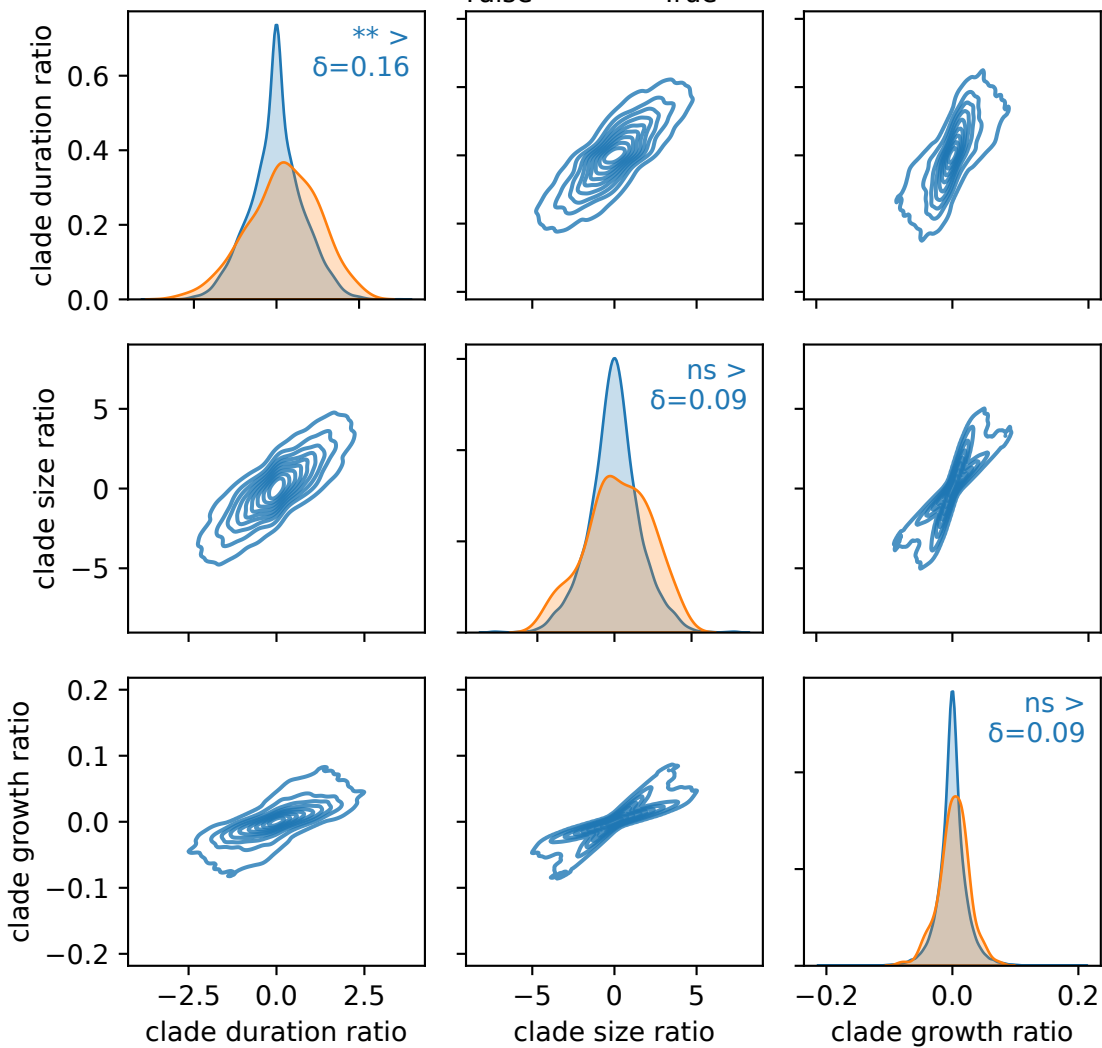 clade duration ratio
0.6
0.4
0.2
0.0
** >
δ=0.16
clade size ratio
5
0
−5
ns >
δ=0.09
clade growth ratio
0.2
0.1
0.0
−0.1
−0.2
ns >
δ=0.09
−2.5 0.0 2.5
−5 0 5
−0.2 0.0 0.2
clade duration ratio
clade size ratio
clade growth ratio